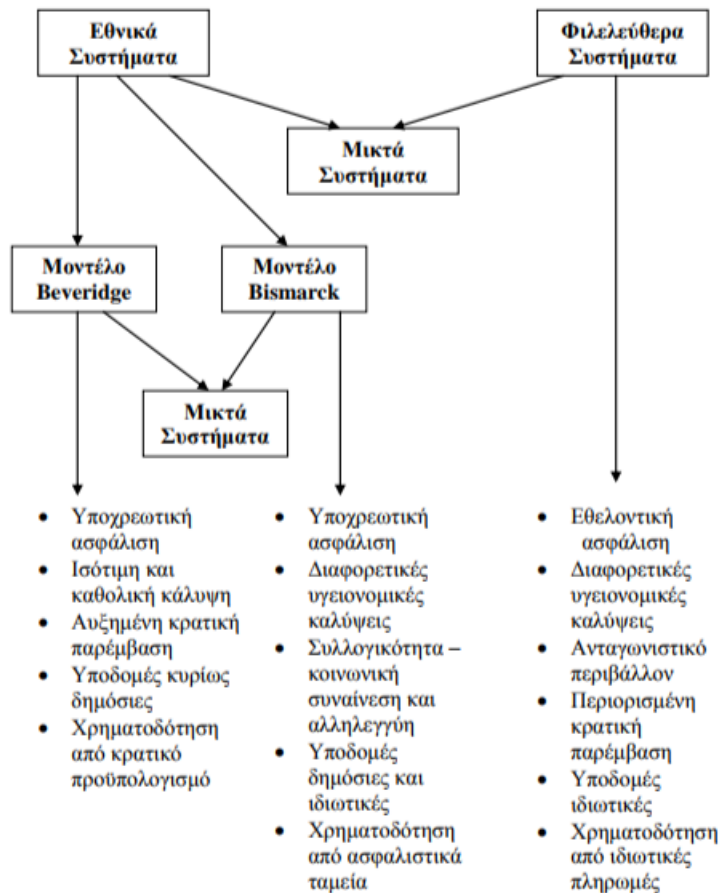 Εθνικά
Συστήματα
Φιλελεύθερα
Συστήματα
Μικτά
Συστήματα
Μοντέλο
Beveridge
Μοντέλο
Bismarck
Μικτά
Συστήματα
• Υποχρεωτική
ασφάλιση
• Ισότιμη και
καθολική κάλυψη
• Αυξημένη κρατική
παρέμβαση
• Υποδομές κυρίως
δημόσιες
• Χρηματοδότηση
από κρατικό
προϋπολογισμό
• Υποχρεωτική
ασφάλιση
• Διαφορετικές
υγειονομικές
καλύψεις
• Συλλογικότητα –
κοινωνική
συναίνεση και
αλληλεγγύη
• Υποδομές
δημόσιες και
ιδιωτικές
• Χρηματοδότηση
από ασφαλιστικά
ταμεία
• Εθελοντική
ασφάλιση
• Διαφορετικές
υγειονομικές
καλύψεις
• Ανταγωνιστικό
περιβάλλον
• Περιορισμένη
κρατική
παρέμβαση
• Υποδομές
ιδιωτικές
• Χρηματοδότηση
από ιδιωτικές
πληρωμές